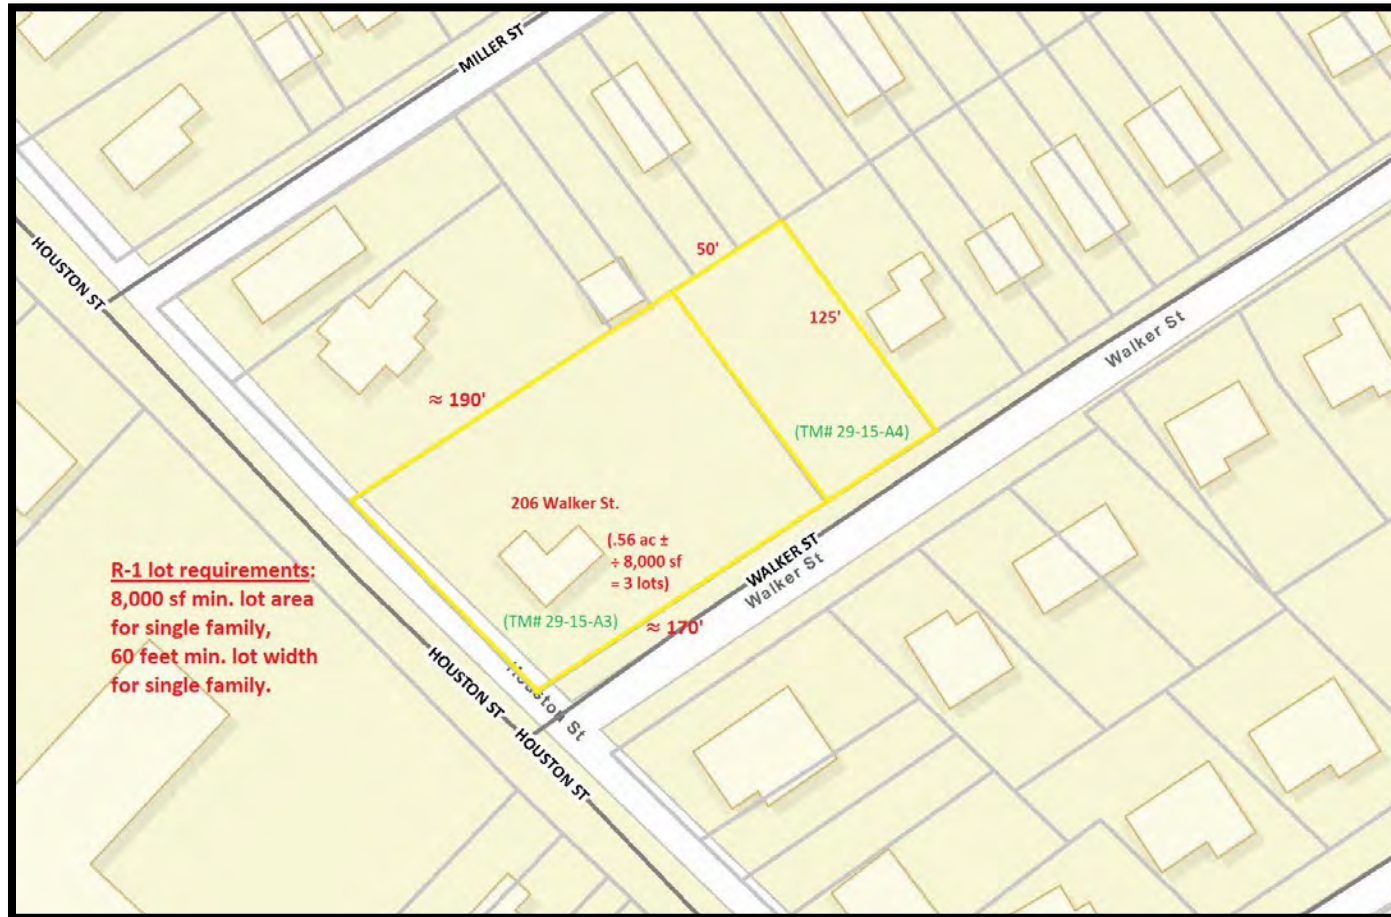 MILLER ST
HOUSTON ST
50'
125'
Walker St
≈ 190'
(TM# 29-15-A4)
206 Walker St.
(.56 ac ±
÷ 8,000 sf
= 3 lots)
WALKER ST
Walker St
R-1 lot requirements:
8,000 sf min. lot area
for single family,
60 feet min. lot width
for single family.
(TM# 29-15-A3)
≈ 170'
HOUSTON ST
Houston St
HOUSTON ST